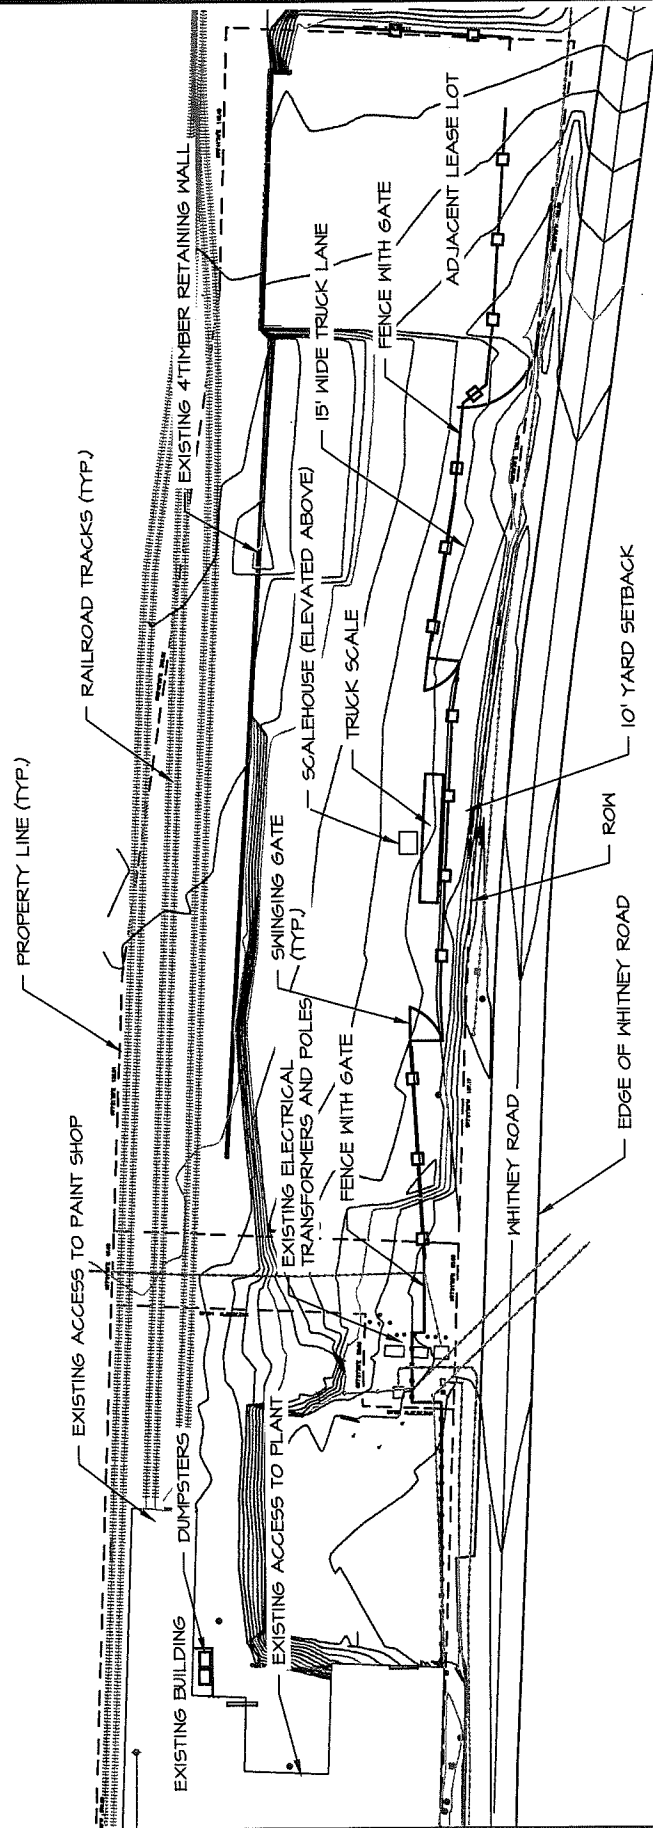 PROPERTY LINE (TYP.)
RAILROAD TRACKS (TYP.)
EXISTING 4'TIMBER RETAINING WALL
EXISTING ACCESS TO PAINT SHOP
EXISTING BUILDING
DUMPSTERS
EXISTING ACCESS TO PLANT
EXISTING ELECTRICAL
TRANSFORMERS AND POLES
FENCE WITH GATE
SWINGING GATE
(TYP.)
SCALEHOUSE (ELEVATED ABOVE)
TRUCK SCALE
15' WIDE TRUCK LANE
FENCE WITH GATE
ADJACENT LEASE LOT
10' YARD SETBACK
ROW
WHITNEY ROAD
EDGE OF WHITNEY ROAD